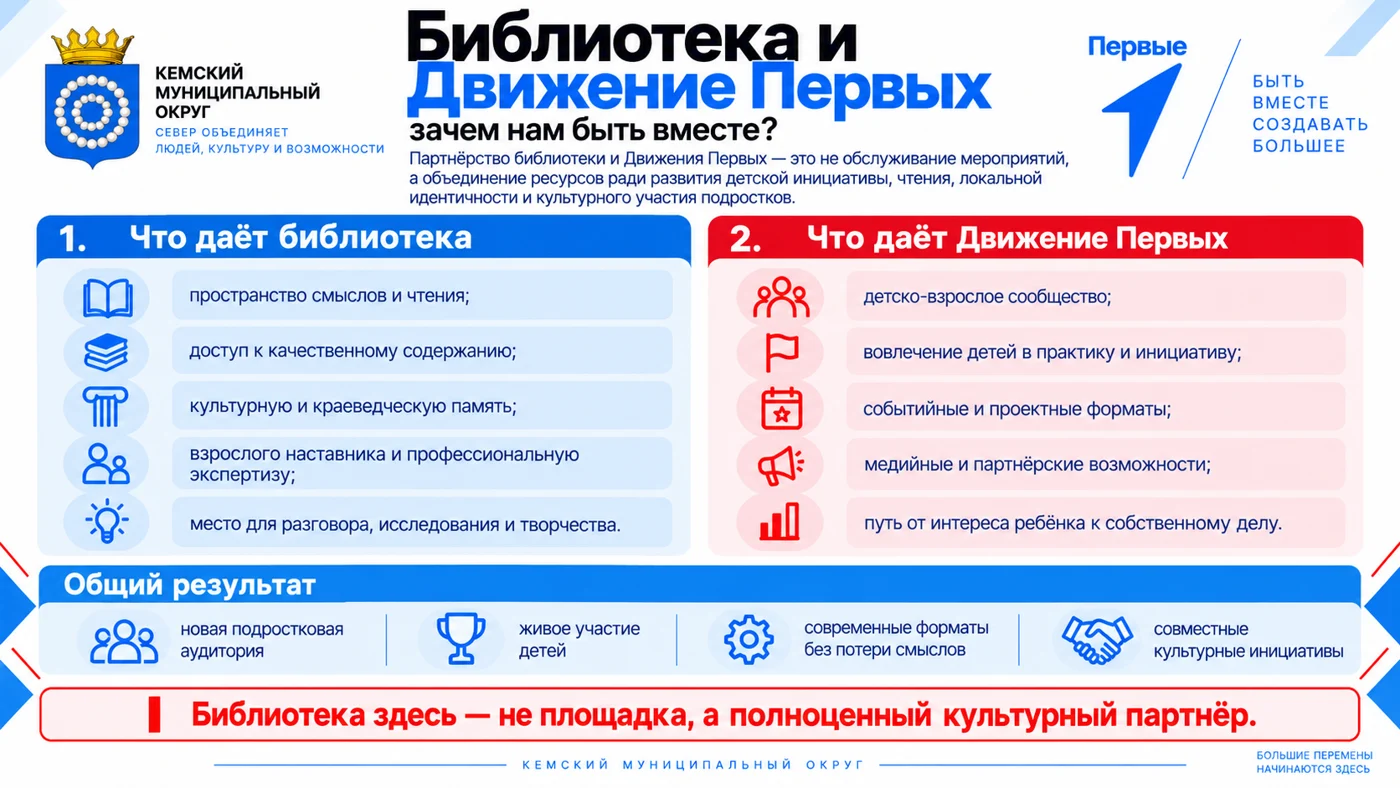 КЕМСКИЙ
МУНИЦИПАЛЬНЫЙ
ОКРУГ
СЕВЕР ОБЪЕДИНЯЕТ
ЛЮДЕЙ, КУЛЬТУРУ И ВОЗМОЖНОСТИ
Библиотека и
Движение Первых
зачем нам быть вместе?
Партнёрство библиотеки и Движения Первых — это не обслуживание мероприятий,
а объединение ресурсов ради развития детской инициативы, чтения, локальной
идентичности и культурного участия подростков.
Первые
БЫТЬ
ВМЕСТЕ
СОЗДАВАТЬ
БОЛЬШЕЕ
1. Что даёт библиотека
пространство смыслов и чтения;
доступ к качественному содержанию;
культурную и краеведческую память;
взрослого наставника и профессиональную
экспертизу;
место для разговора, исследования и творчества.
2. Что даёт Движение Первых
детско-взрослое сообщество;
вовлечение детей в практику и инициативу;
событийные и проектные форматы;
медийные и партнёрские возможности;
путь от интереса ребёнка к собственному делу.
Общий результат
новая подростковая
аудитория
живое участие
детей
современные форматы
без потери смыслов
совместные
культурные инициативы
Библиотека здесь — не площадка, а полноценный культурный партнёр.
КЕМСКИЙ МУНИЦИПАЛЬНЫЙ ОКРУГ
БОЛЬШИЕ ПЕРЕМЕНЫ
НАЧИНАЮТСЯ ЗДЕСЬ